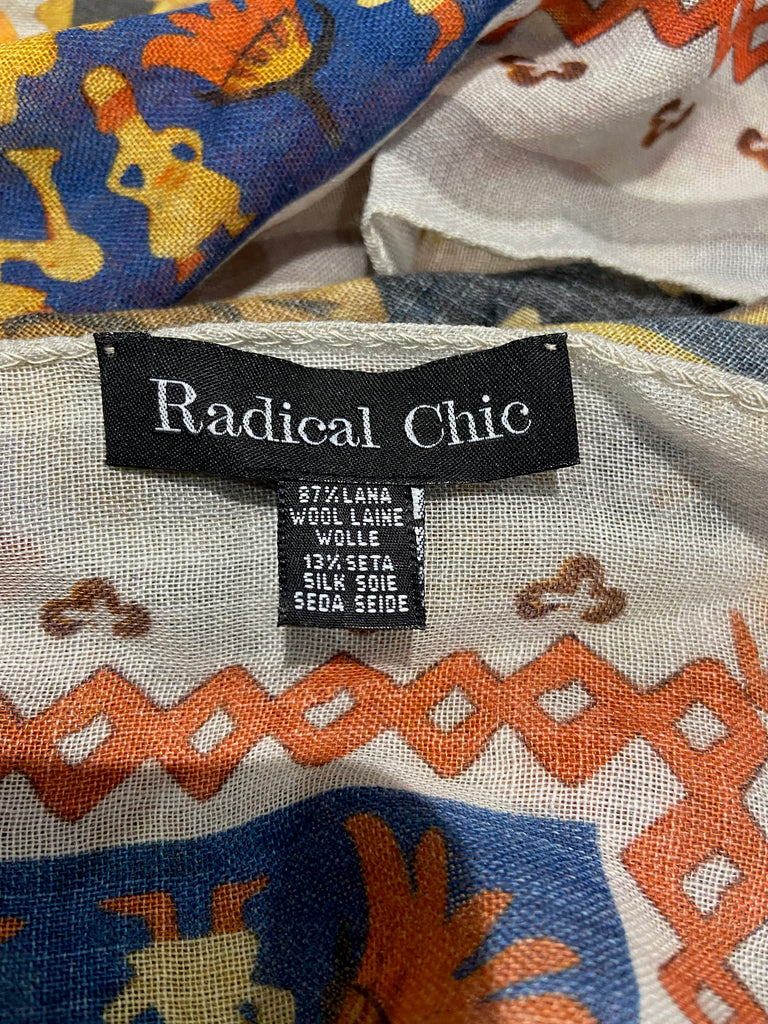 Radical Chic
87% LANA
WOOL LAINE
WOLLE
13% SETA
SILK SOIE
SEDA SEIDE